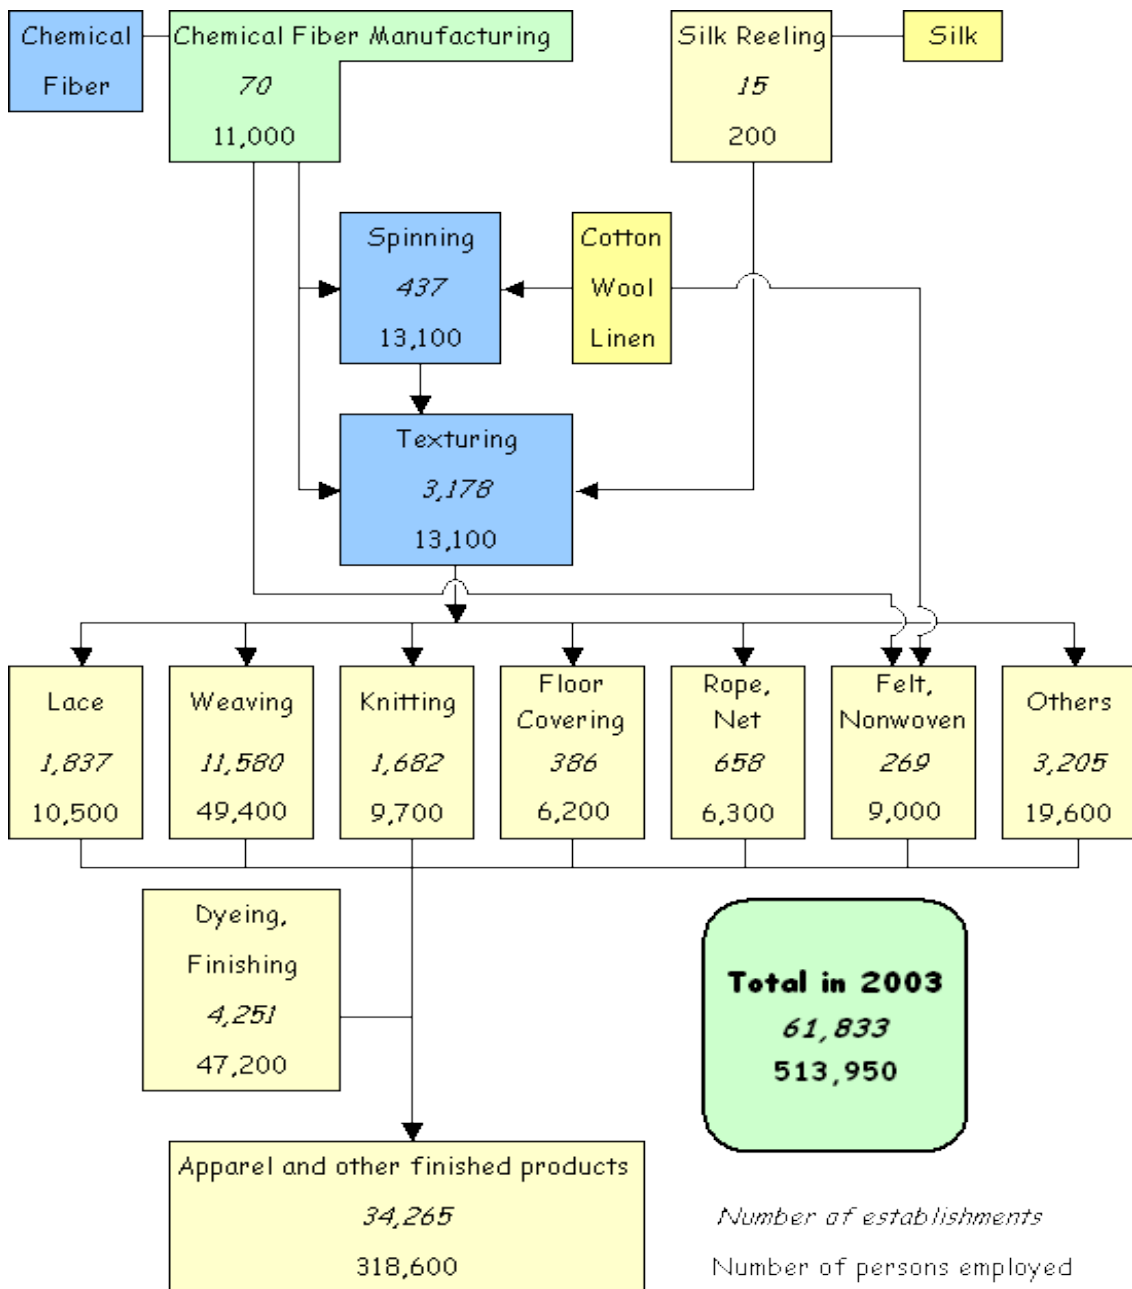 Chemical
Fiber
Chemical Fiber Manufacturing
70
11,000
Silk Reeling
15
200
Silk
Spinning
437
13,100
Cotton
Wool
Linen
Texturing
3,178
13,100
Lace
1,837
10,500
Weaving
11,580
49,400
Knitting
1,682
9,700
Floor
Covering
386
6,200
Rope,
Net
658
6,300
Felt,
Nonwoven
269
9,000
Others
3,205
19,600
Dyeing,
Finishing
4,251
47,200
Total in 2003
61,833
513,950
Apparel and other finished products
34,265
318,600
Number of establishments
Number of persons employed